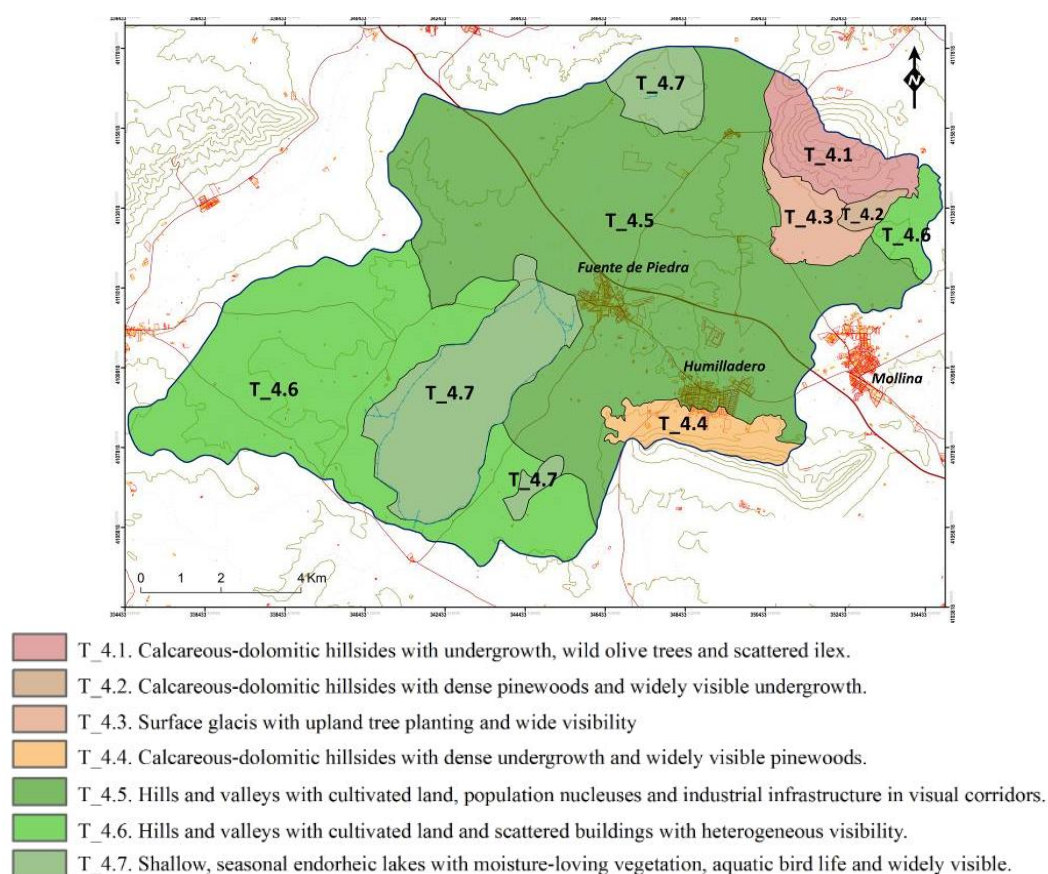 N
T_4.7
T_4.1
T_4.3
T_4.2
T_4.5
T_4.6
Fuente de Piedra
Humilladero
Mollina
T_4.6
T_4.7
T_4.4
T_4.7
0 1 2 4 Km
T_4.1. Calcareous-dolomitic hillsides with undergrowth, wild olive trees and scattered ilex.
T_4.2. Calcareous-dolomitic hillsides with dense pinewoods and widely visible undergrowth.
T_4.3. Surface glacis with upland tree planting and wide visibility
T_4.4. Calcareous-dolomitic hillsides with dense undergrowth and widely visible pinewoods.
T_4.5. Hills and valleys with cultivated land, population nucleuses and industrial infrastructure in visual corridors.
T_4.6. Hills and valleys with cultivated land and scattered buildings with heterogeneous visibility.
T_4.7. Shallow, seasonal endorheic lakes with moisture-loving vegetation, aquatic bird life and widely visible.